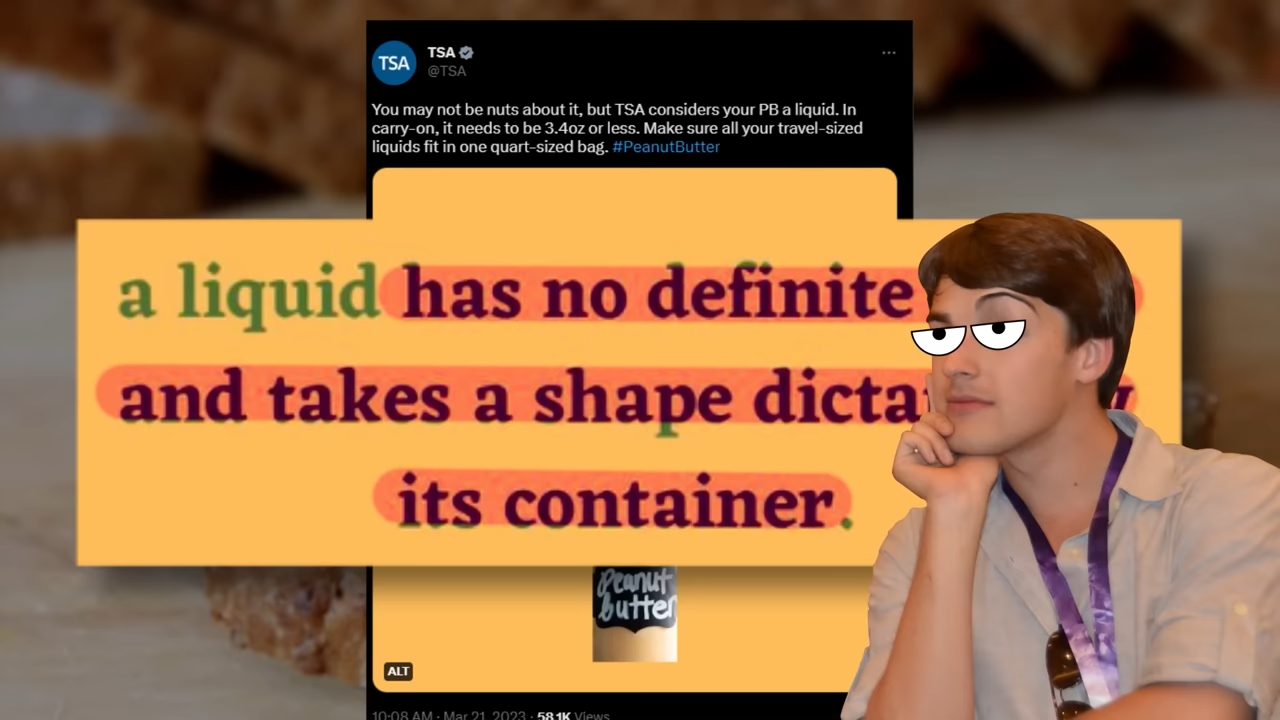 TSA
TSA
@TSA
You may not be nuts about it, but TSA considers your PB a liquid. In
carry-on, it needs to be 3.4oz or less. Make sure all your travel-sized
liquids fit in one quart-sized bag. #PeanutButter
a liquid has no definite
and takes a shape dicta
its container.
Peanut
butter
ALT
10:08 AM · Mar 21, 2023 · 58.1K Views